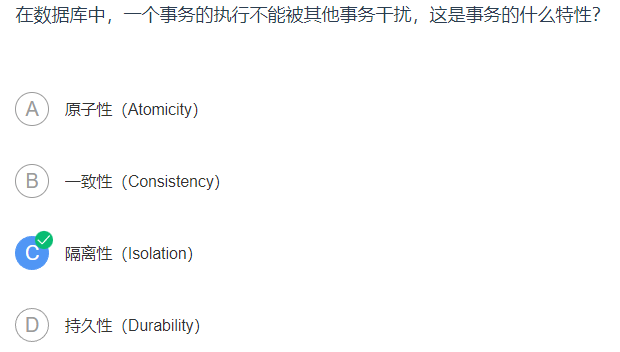 在数据库中，一个事务的执行不能被其他事务干扰，这是事务的什么特性？
A 原子性（Atomicity）
B 一致性（Consistency）
C 隔离性（Isolation）
D 持久性（Durability）